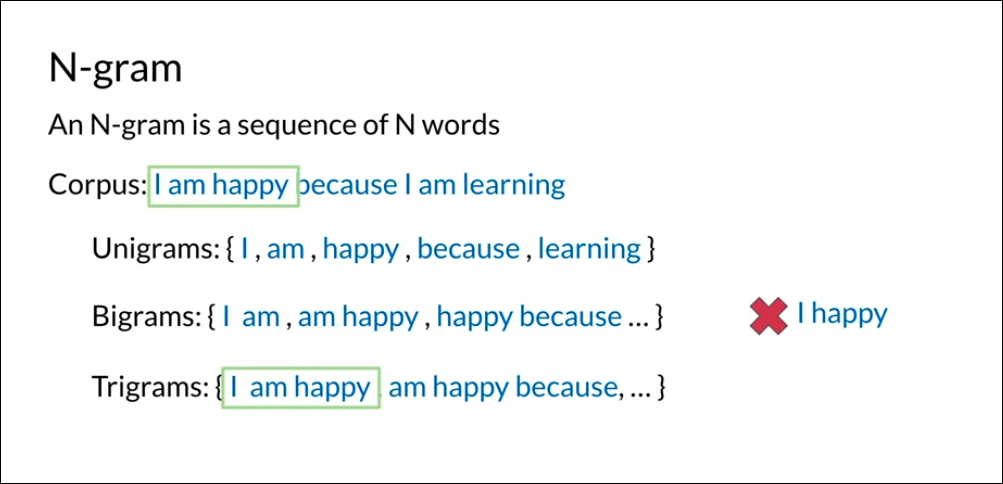 N-gram
An N-gram is a sequence of N words
Corpus: I am happy because I am learning
Unigrams: { I , am , happy , because , learning }
Bigrams: { I am , am happy , happy because ... }
I happy
Trigrams: { I am happy am happy because, ... }